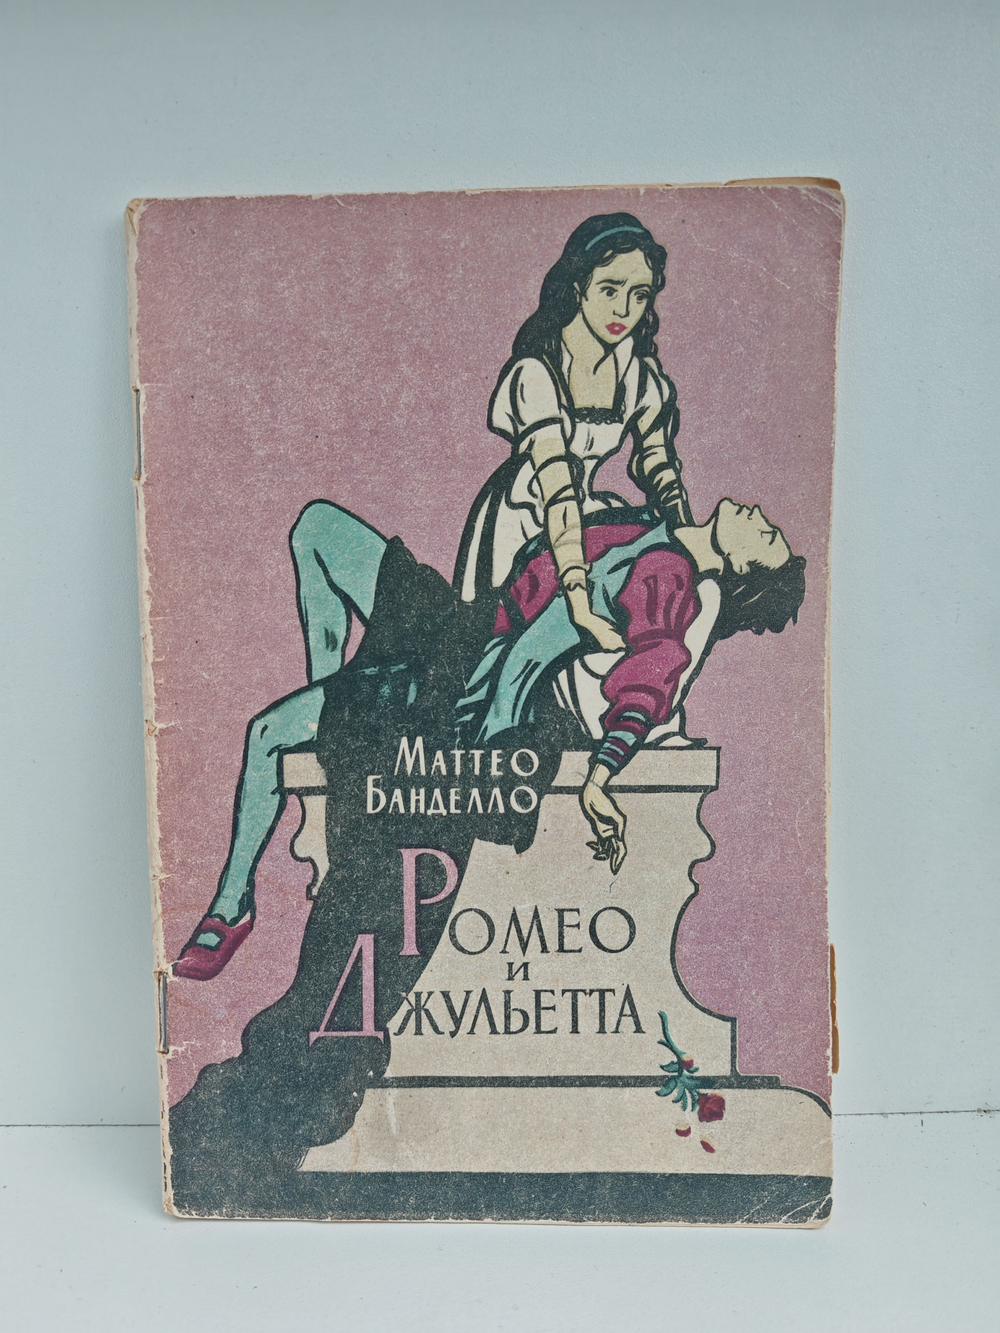 Маттео
Банделло
Ромео
и
Джульетта